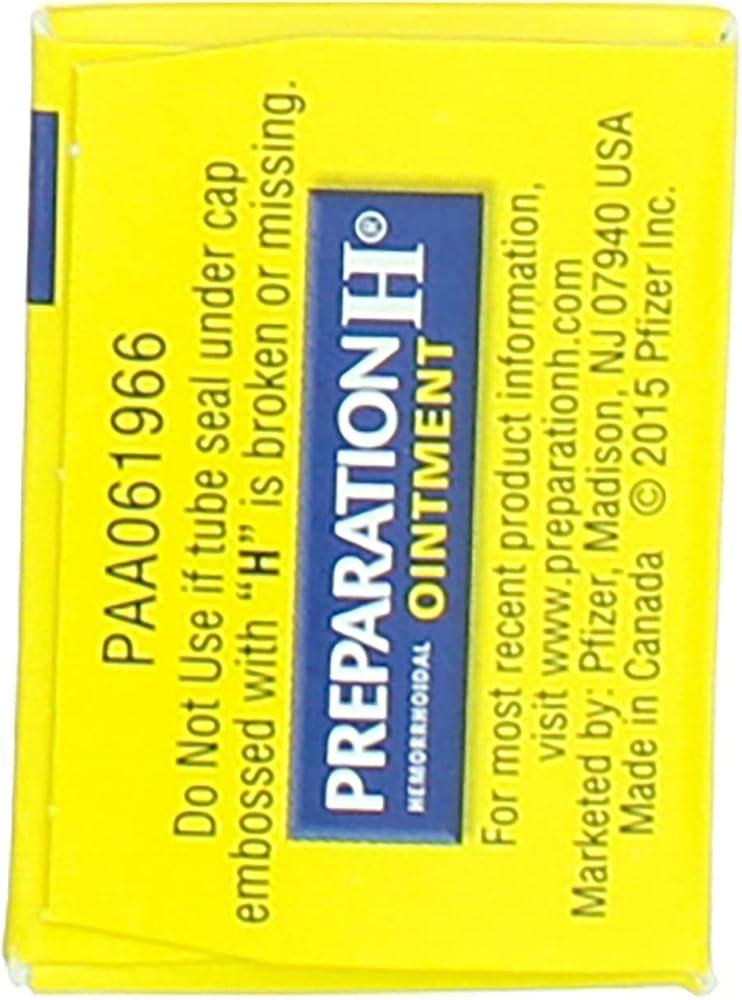 PAA061966
Do Not Use if tube seal under cap
embossed with “H” is broken or missing.
PREPARATION H®
HEMORRHOIDAL OINTMENT
For most recent product information,
visit www.preparationh.com
Marketed by: Pfizer, Madison, NJ 07940 USA
Made in Canada © 2015 Pfizer Inc.